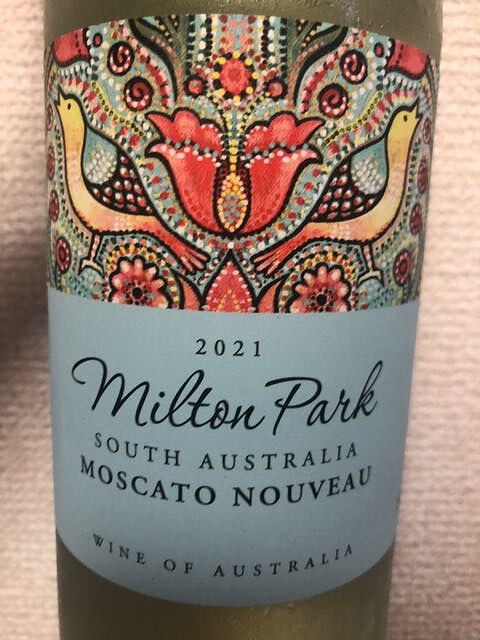 2021
Milton Park
SOUTH AUSTRALIA
MOSCATO NOUVEAU
WINE OF AUSTRALIA